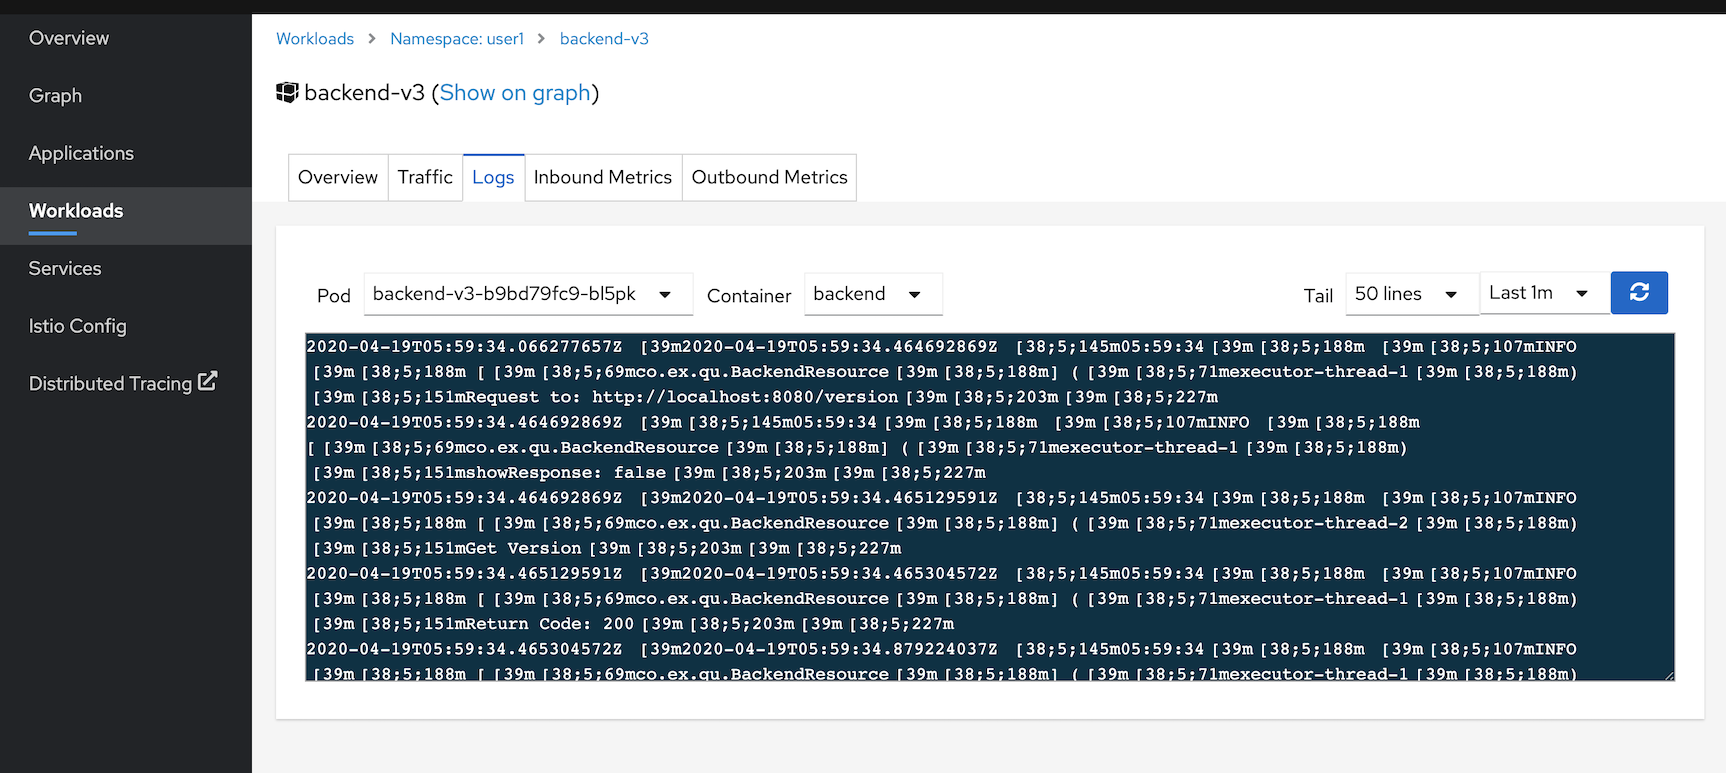 Overview
Graph
Applications
Workloads
Services
Istio Config
Distributed Tracing
Workloads > Namespace: user1 > backend-v3
backend-v3 (Show on graph)
Overview Traffic Logs Inbound Metrics Outbound Metrics
Pod backend-v3-b9bd79fc9-bl5pk Container backend Tail 50 lines Last 1m
2020-04-19T05:59:34.066277657Z [39m2020-04-19T05:59:34.464692869Z [38;5;145m05:59:34 [39m [38;5;188m [39m [38;5;107mINFO
[39m [38;5;188m [ [39m [38;5;69mco.ex.qu.BackendResource [39m [38;5;188m] ( [39m [38;5;71mexecutor-thread-1 [39m [38;5;188m)
[39m [38;5;151mRequest to: http://localhost:8080/version [39m [38;5;203m [39m [38;5;227m
2020-04-19T05:59:34.464692869Z [39m [38;5;145m05:59:34 [39m [38;5;188m [39m [38;5;107mINFO [39m [38;5;188m
[ [39m [38;5;69mco.ex.qu.BackendResource [39m [38;5;188m] ( [39m [38;5;71mexecutor-thread-1 [39m [38;5;188m)
[39m [38;5;151mshowResponse: false [39m [38;5;203m [39m [38;5;227m
2020-04-19T05:59:34.464692869Z [39m2020-04-19T05:59:34.465129591Z [38;5;145m05:59:34 [39m [38;5;188m [39m [38;5;107mINFO
[39m [38;5;188m [ [39m [38;5;69mco.ex.qu.BackendResource [39m [38;5;188m] ( [39m [38;5;71mexecutor-thread-2 [39m [38;5;188m)
[39m [38;5;151mGet Version [39m [38;5;203m [39m [38;5;227m
2020-04-19T05:59:34.465129591Z [39m2020-04-19T05:59:34.465304572Z [38;5;145m05:59:34 [39m [38;5;188m [39m [38;5;107mINFO
[39m [38;5;188m [ [39m [38;5;69mco.ex.qu.BackendResource [39m [38;5;188m] ( [39m [38;5;71mexecutor-thread-1 [39m [38;5;188m)
[39m [38;5;151mReturn Code: 200 [39m [38;5;203m [39m [38;5;227m
2020-04-19T05:59:34.465304572Z [39m2020-04-19T05:59:34.879224037Z [38;5;145m05:59:34 [39m [38;5;188m [39m [38;5;107mINFO
[39m [38;5;188m [ [39m [38;5;69mco.ex.qu.BackendResource [39m [38;5;188m] ( [39m [38;5;71mexecutor-thread-1 [39m [38;5;188m)